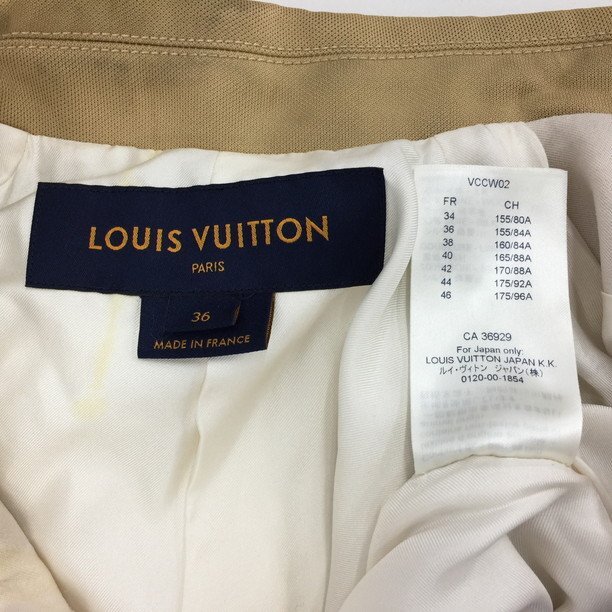 LOUIS VUITTON
PARIS
36
MADE IN FRANCE
VCCW02
FR CH
34 155/80A
36 155/84A
38 160/84A
40 165/88A
42 170/88A
44 175/92A
46 175/96A
CA 36929
For Japan only:
LOUIS VUITTON JAPAN K.K.
ルイ・ヴィトン ジャパン(株)
0120-00-1854